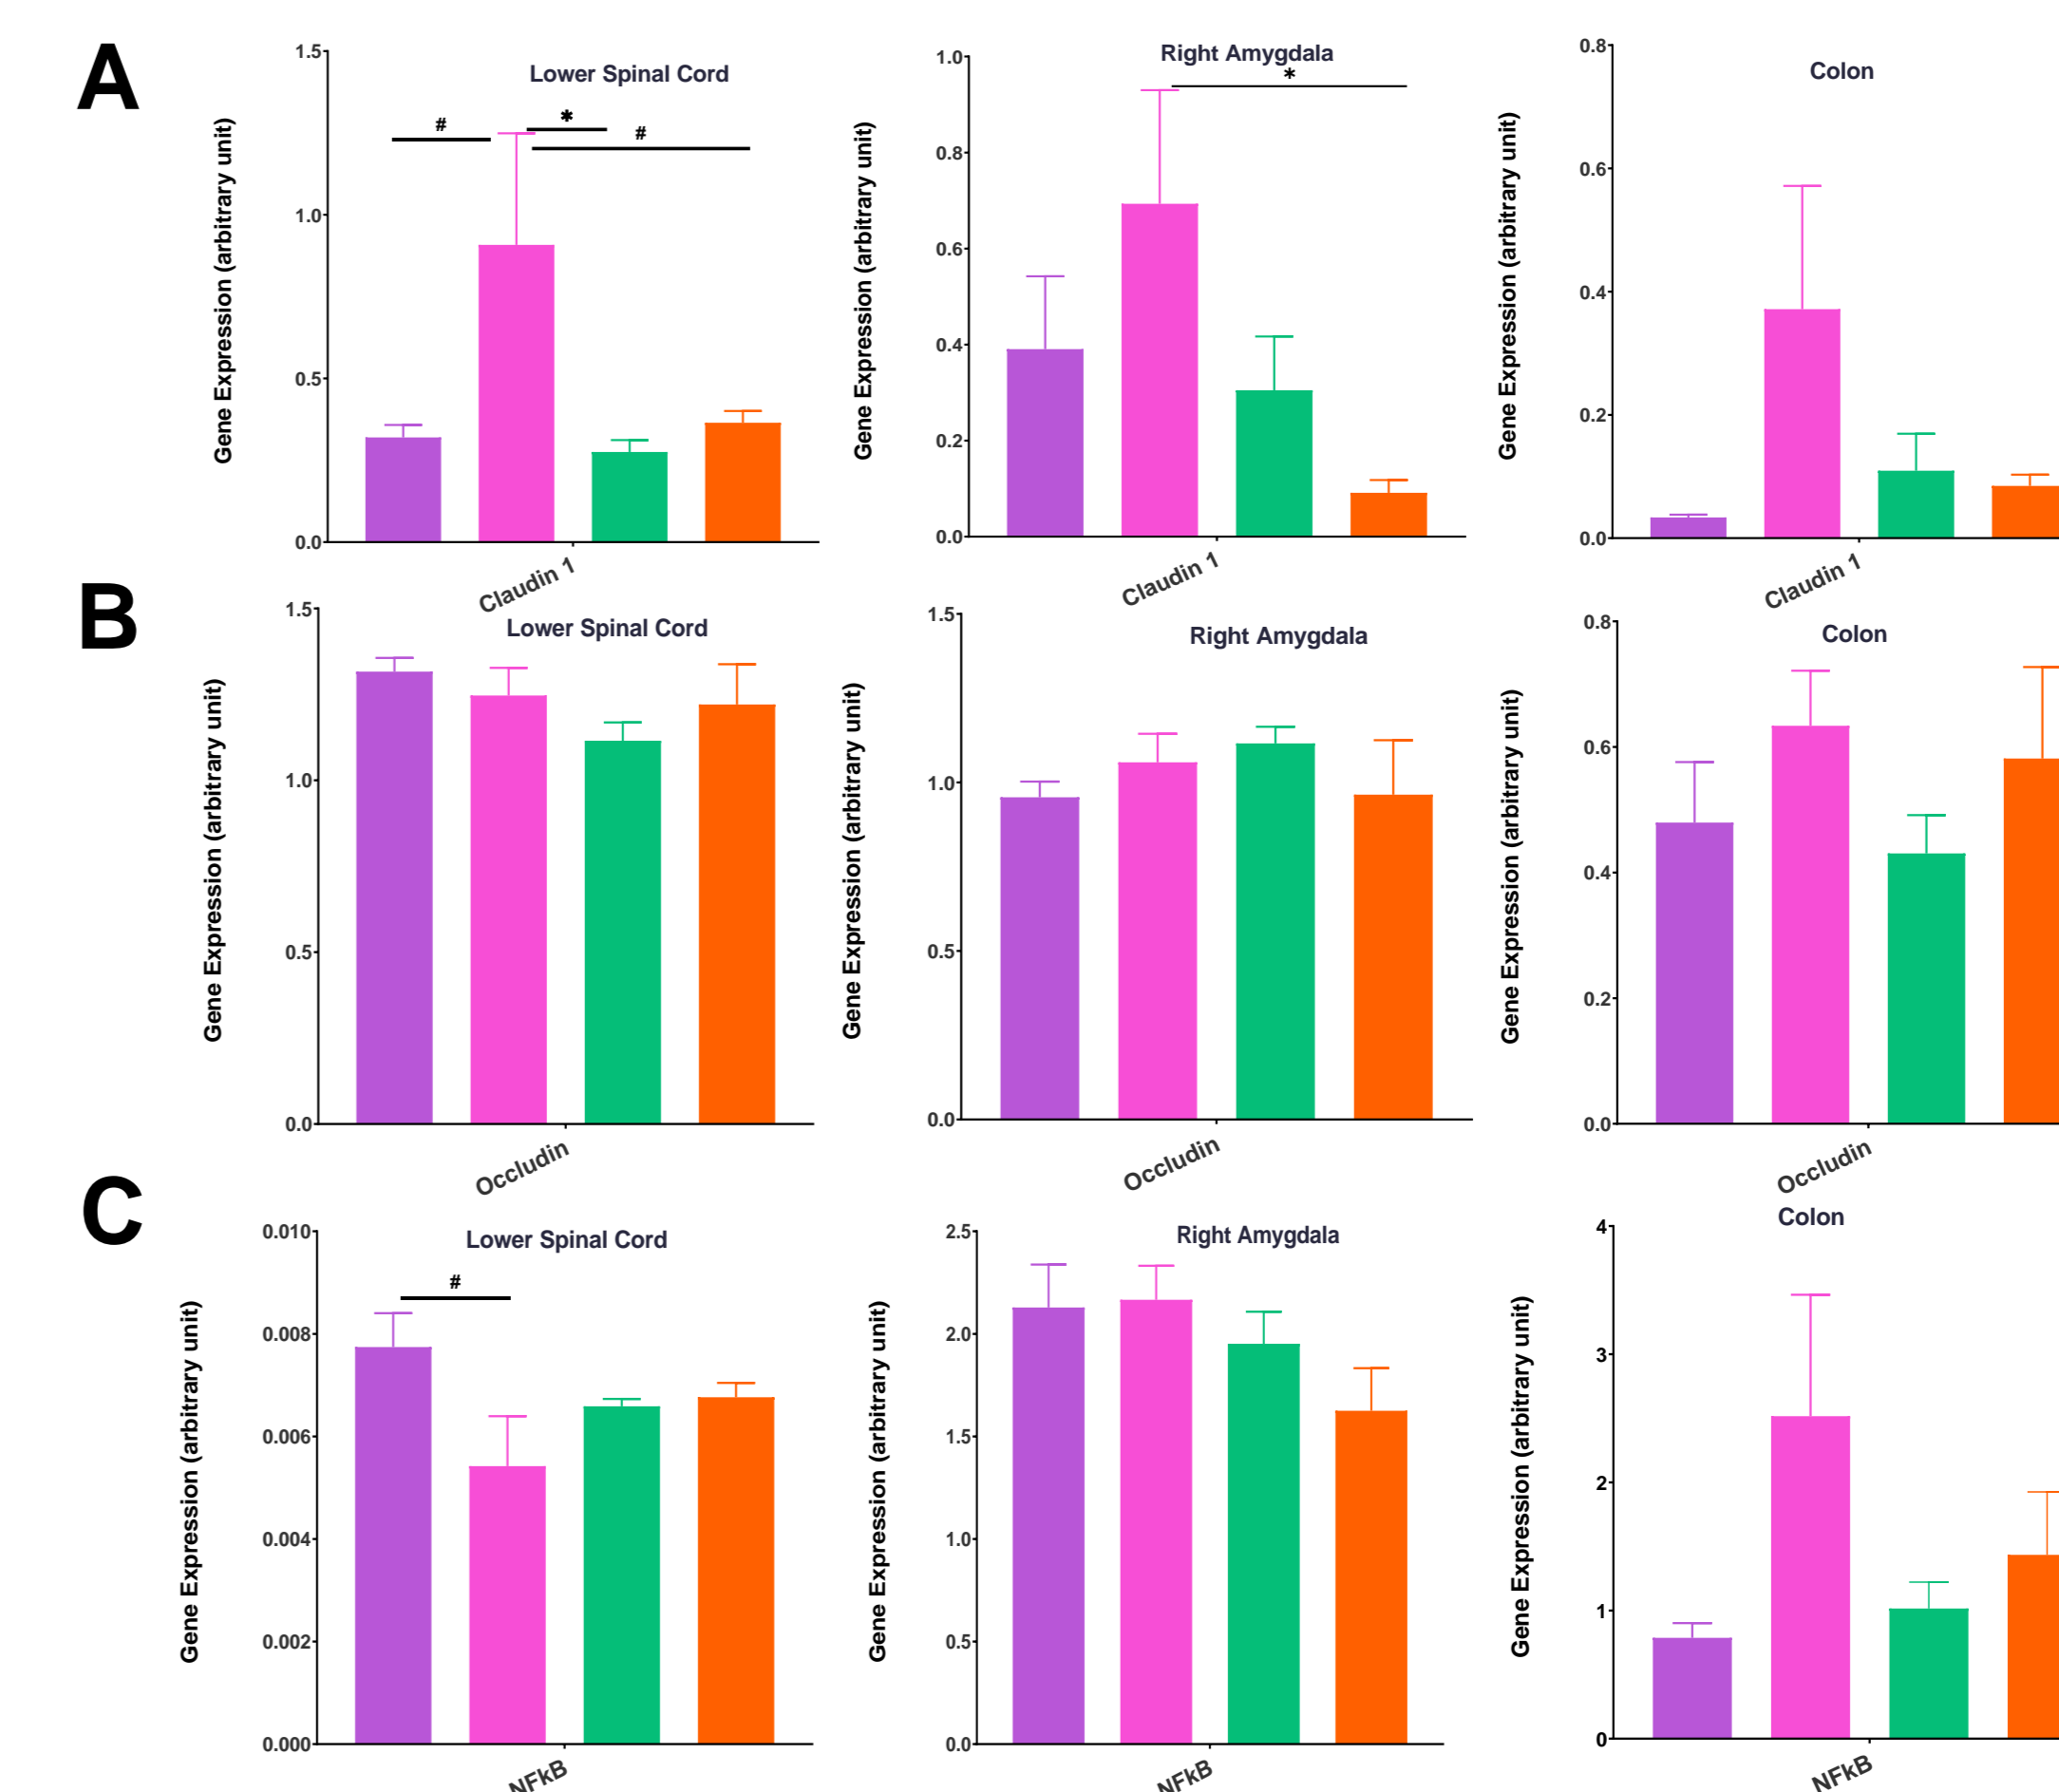 A
Lower Spinal Cord
Gene Expression (arbitrary unit)
1.5
1.0
0.5
0.0
#
*
#
Claudin 1
Right Amygdala
Gene Expression (arbitrary unit)
1.0
0.8
0.6
0.4
0.2
0.0
*
Claudin 1
Colon
Gene Expression (arbitrary unit)
0.8
0.6
0.4
0.2
0.0
Claudin 1
B
Lower Spinal Cord
Gene Expression (arbitrary unit)
1.5
1.0
0.5
0.0
Occludin
Right Amygdala
Gene Expression (arbitrary unit)
1.5
1.0
0.5
0.0
Occludin
Colon
Gene Expression (arbitrary unit)
0.8
0.6
0.4
0.2
0.0
Occludin
C
Lower Spinal Cord
Gene Expression (arbitrary unit)
0.010
0.008
0.006
0.004
0.002
0.000
#
NFkB
Right Amygdala
Gene Expression (arbitrary unit)
2.5
2.0
1.5
1.0
0.5
0.0
NFkB
Colon
Gene Expression (arbitrary unit)
4
3
2
1
0
NFkB